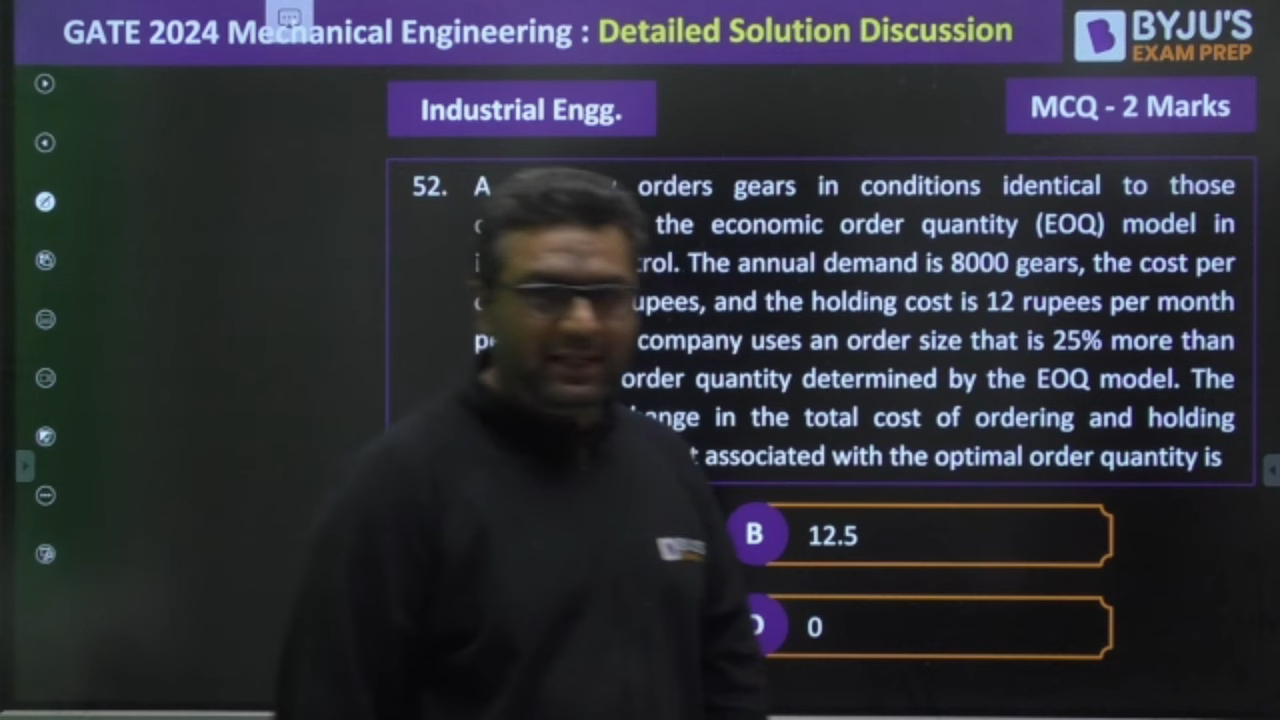 GATE 2024 Mechanical Engineering : Detailed Solution Discussion
BYJU'S
EXAM PREP
Industrial Engg.
MCQ - 2 Marks
52. A orders gears in conditions identical to those
the economic order quantity (EOQ) model in
The annual demand is 8000 gears, the cost per
and the holding cost is 12 rupees per month
company uses an order size that is 25% more than
order quantity determined by the EOQ model. The
in the total cost of ordering and holding
associated with the optimal order quantity is
B 12.5
0